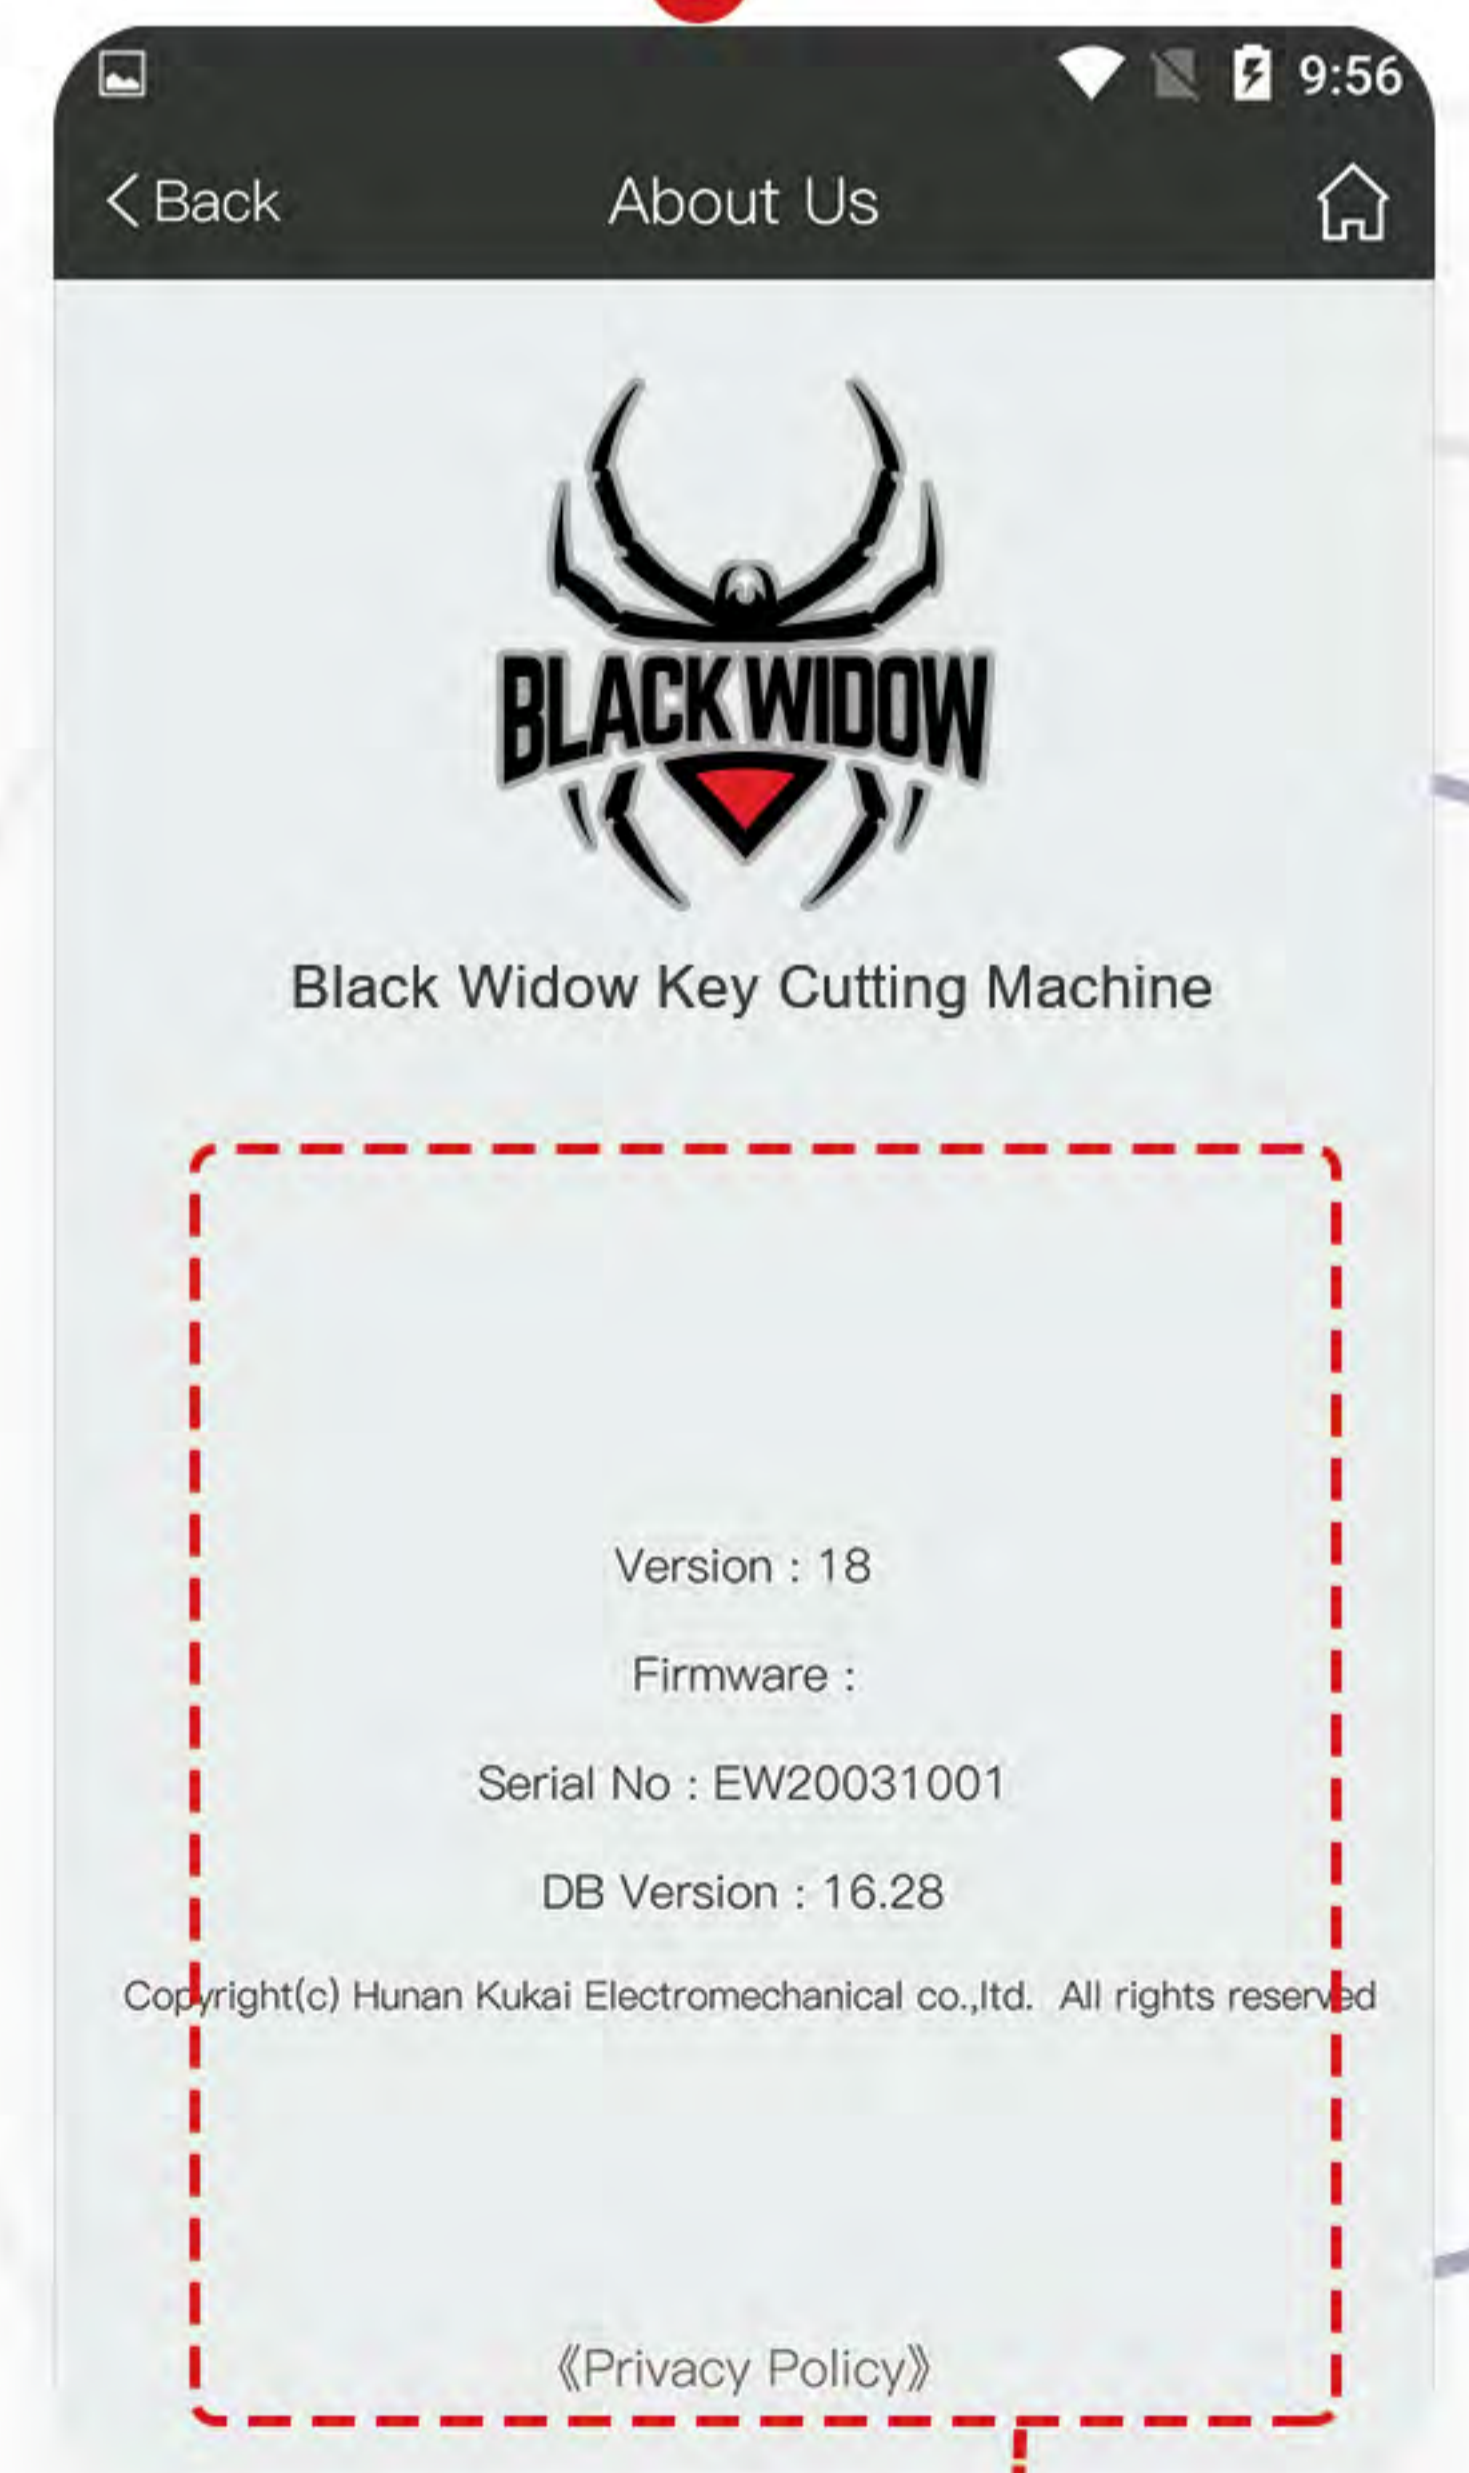 9:56
Back
About Us
BLACK WIDOW
Black Widow Key Cutting Machine
Version : 18
Firmware :
Serial No : EW20031001
DB Version : 16.28
Copyright(c) Hunan Kukai Electromechanical co.,ltd.  All rights reserved
《Privacy Policy》